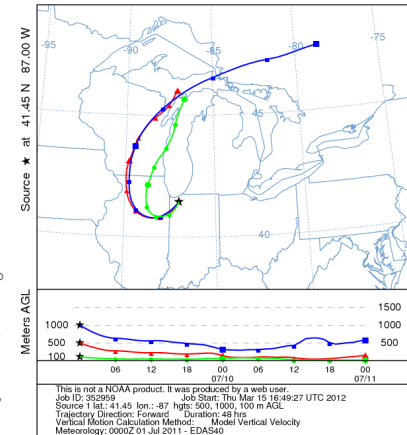 -95
-90
-85
-80
-75
45
40
Source ★ at 41.45 N 87.00 W
Meters AGL
1500
1000
1000
500
500
100
06
12
18
00
06
12
18
00
07/10
07/11
This is not a NOAA product. It was produced by a web user.
Job ID: 352959 Job Start: Thu Mar 15 16:49:27 UTC 2012
Source 1 lat.: 41.45 lon.: -87 hgts: 500, 1000, 100 m AGL
Trajectory Direction: Forward Duration: 48 hrs
Vertical Motion Calculation Method: Model Vertical Velocity
Meteorology: 0000Z 01 Jul 2011 - EDAS40